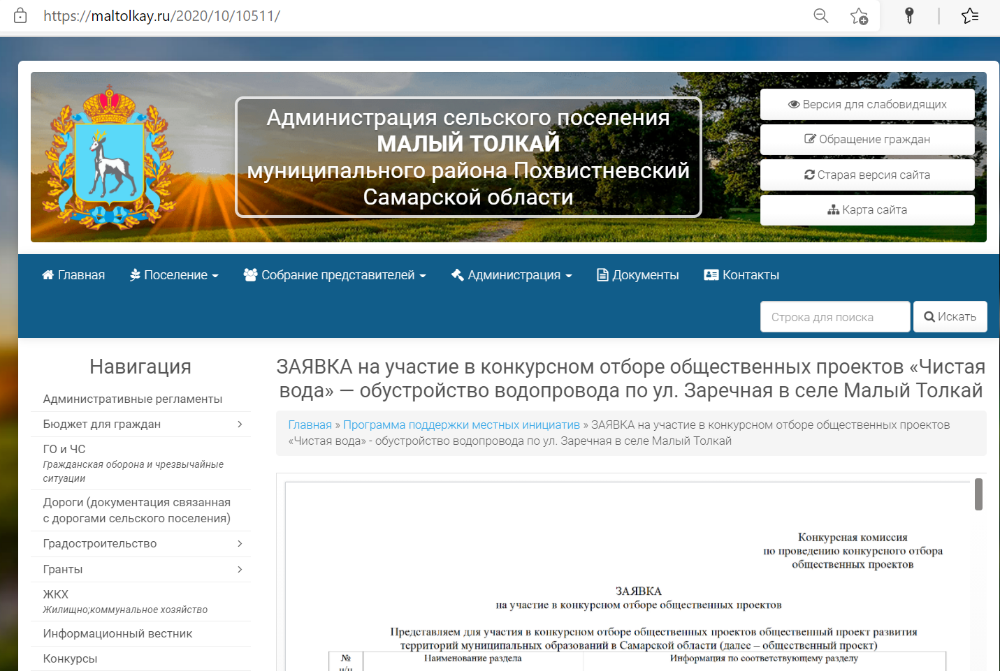 https://maltolkay.ru/2020/10/10511/
Администрация сельского поселения
МАЛЫЙ ТОЛКАЙ
муниципального района Похвистневский
Самарской области
Версия для слабовидящих
Обращение граждан
Старая версия сайта
Карта сайта
Главная Поселение Собрание представителей Администрация Документы Контакты
Строка для поиска Искать
Навигация
Административные регламенты
Бюджет для граждан
ГО и ЧС
Гражданская оборона и чрезвычайные
ситуации
Дороги (документация связанная
с дорогами сельского поселения)
Градостроительство
Гранты
ЖКХ
Жилищно;коммунальное хозяйство
Информационный вестник
Конкурсы
ЗАЯВКА на участие в конкурсном отборе общественных проектов «Чистая
вода» — обустройство водопровода по ул. Заречная в селе Малый Толкай
Главная » Программа поддержки местных инициатив » ЗАЯВКА на участие в конкурсном отборе общественных проектов
«Чистая вода» - обустройство водопровода по ул. Заречная в селе Малый Толкай
Конкурсная комиссия
по проведению конкурсного отбора
общественных проектов
ЗАЯВКА
на участие в конкурсном отборе общественных проектов
Представляем для участия в конкурсном отборе общественных проектов общественный проект развития
территорий муниципальных образований в Самарской области (далее – общественный проект)
№ Наименование раздела Информация по соответствующему разделу
п/п